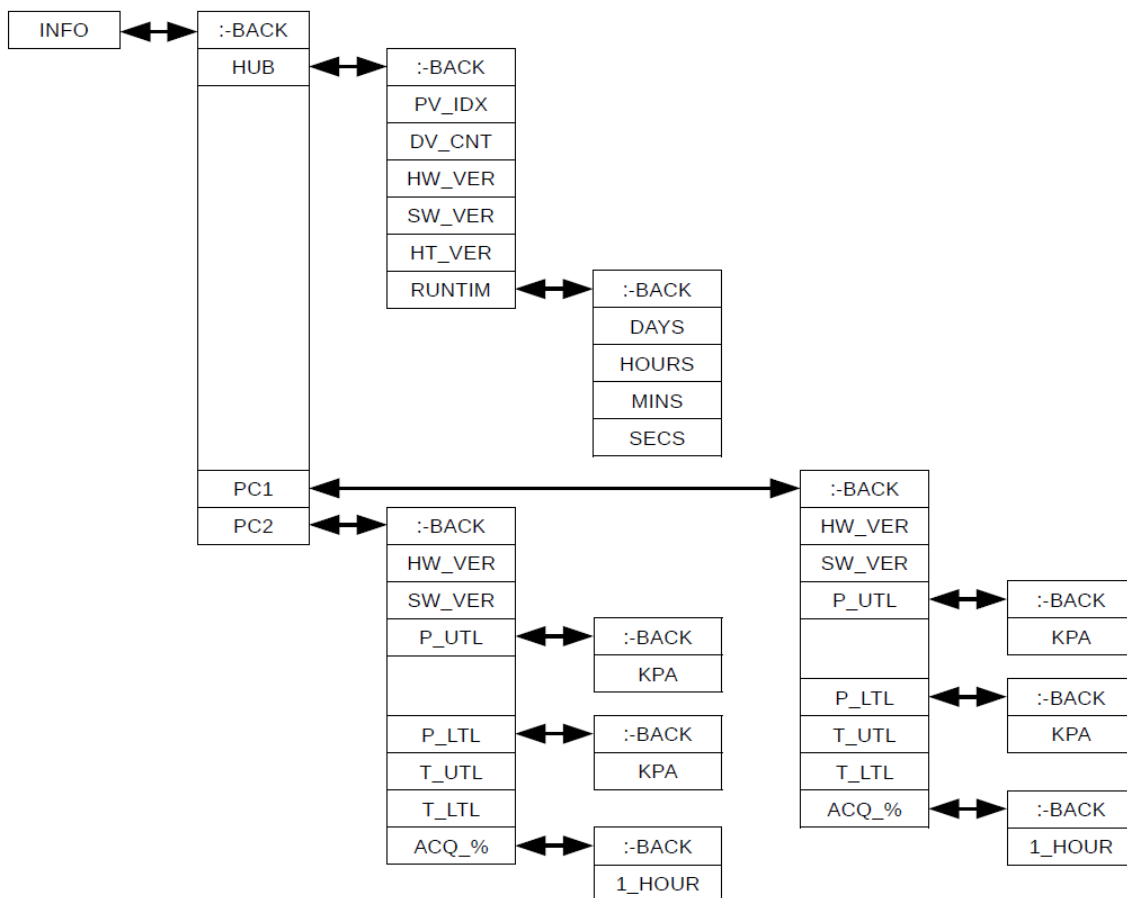 INFO
:-BACK
HUB
:-BACK
PV_IDX
DV_CNT
HW_VER
SW_VER
HT_VER
RUNTIM
:-BACK
DAYS
HOURS
MINS
SECS
PC1
:-BACK
HW_VER
SW_VER
P_UTL
:-BACK
KPA
P_LTL
:-BACK
KPA
T_UTL
T_LTL
ACQ_%
:-BACK
1_HOUR
PC2
:-BACK
HW_VER
SW_VER
P_UTL
:-BACK
KPA
P_LTL
:-BACK
KPA
T_UTL
T_LTL
ACQ_%
:-BACK
1_HOUR